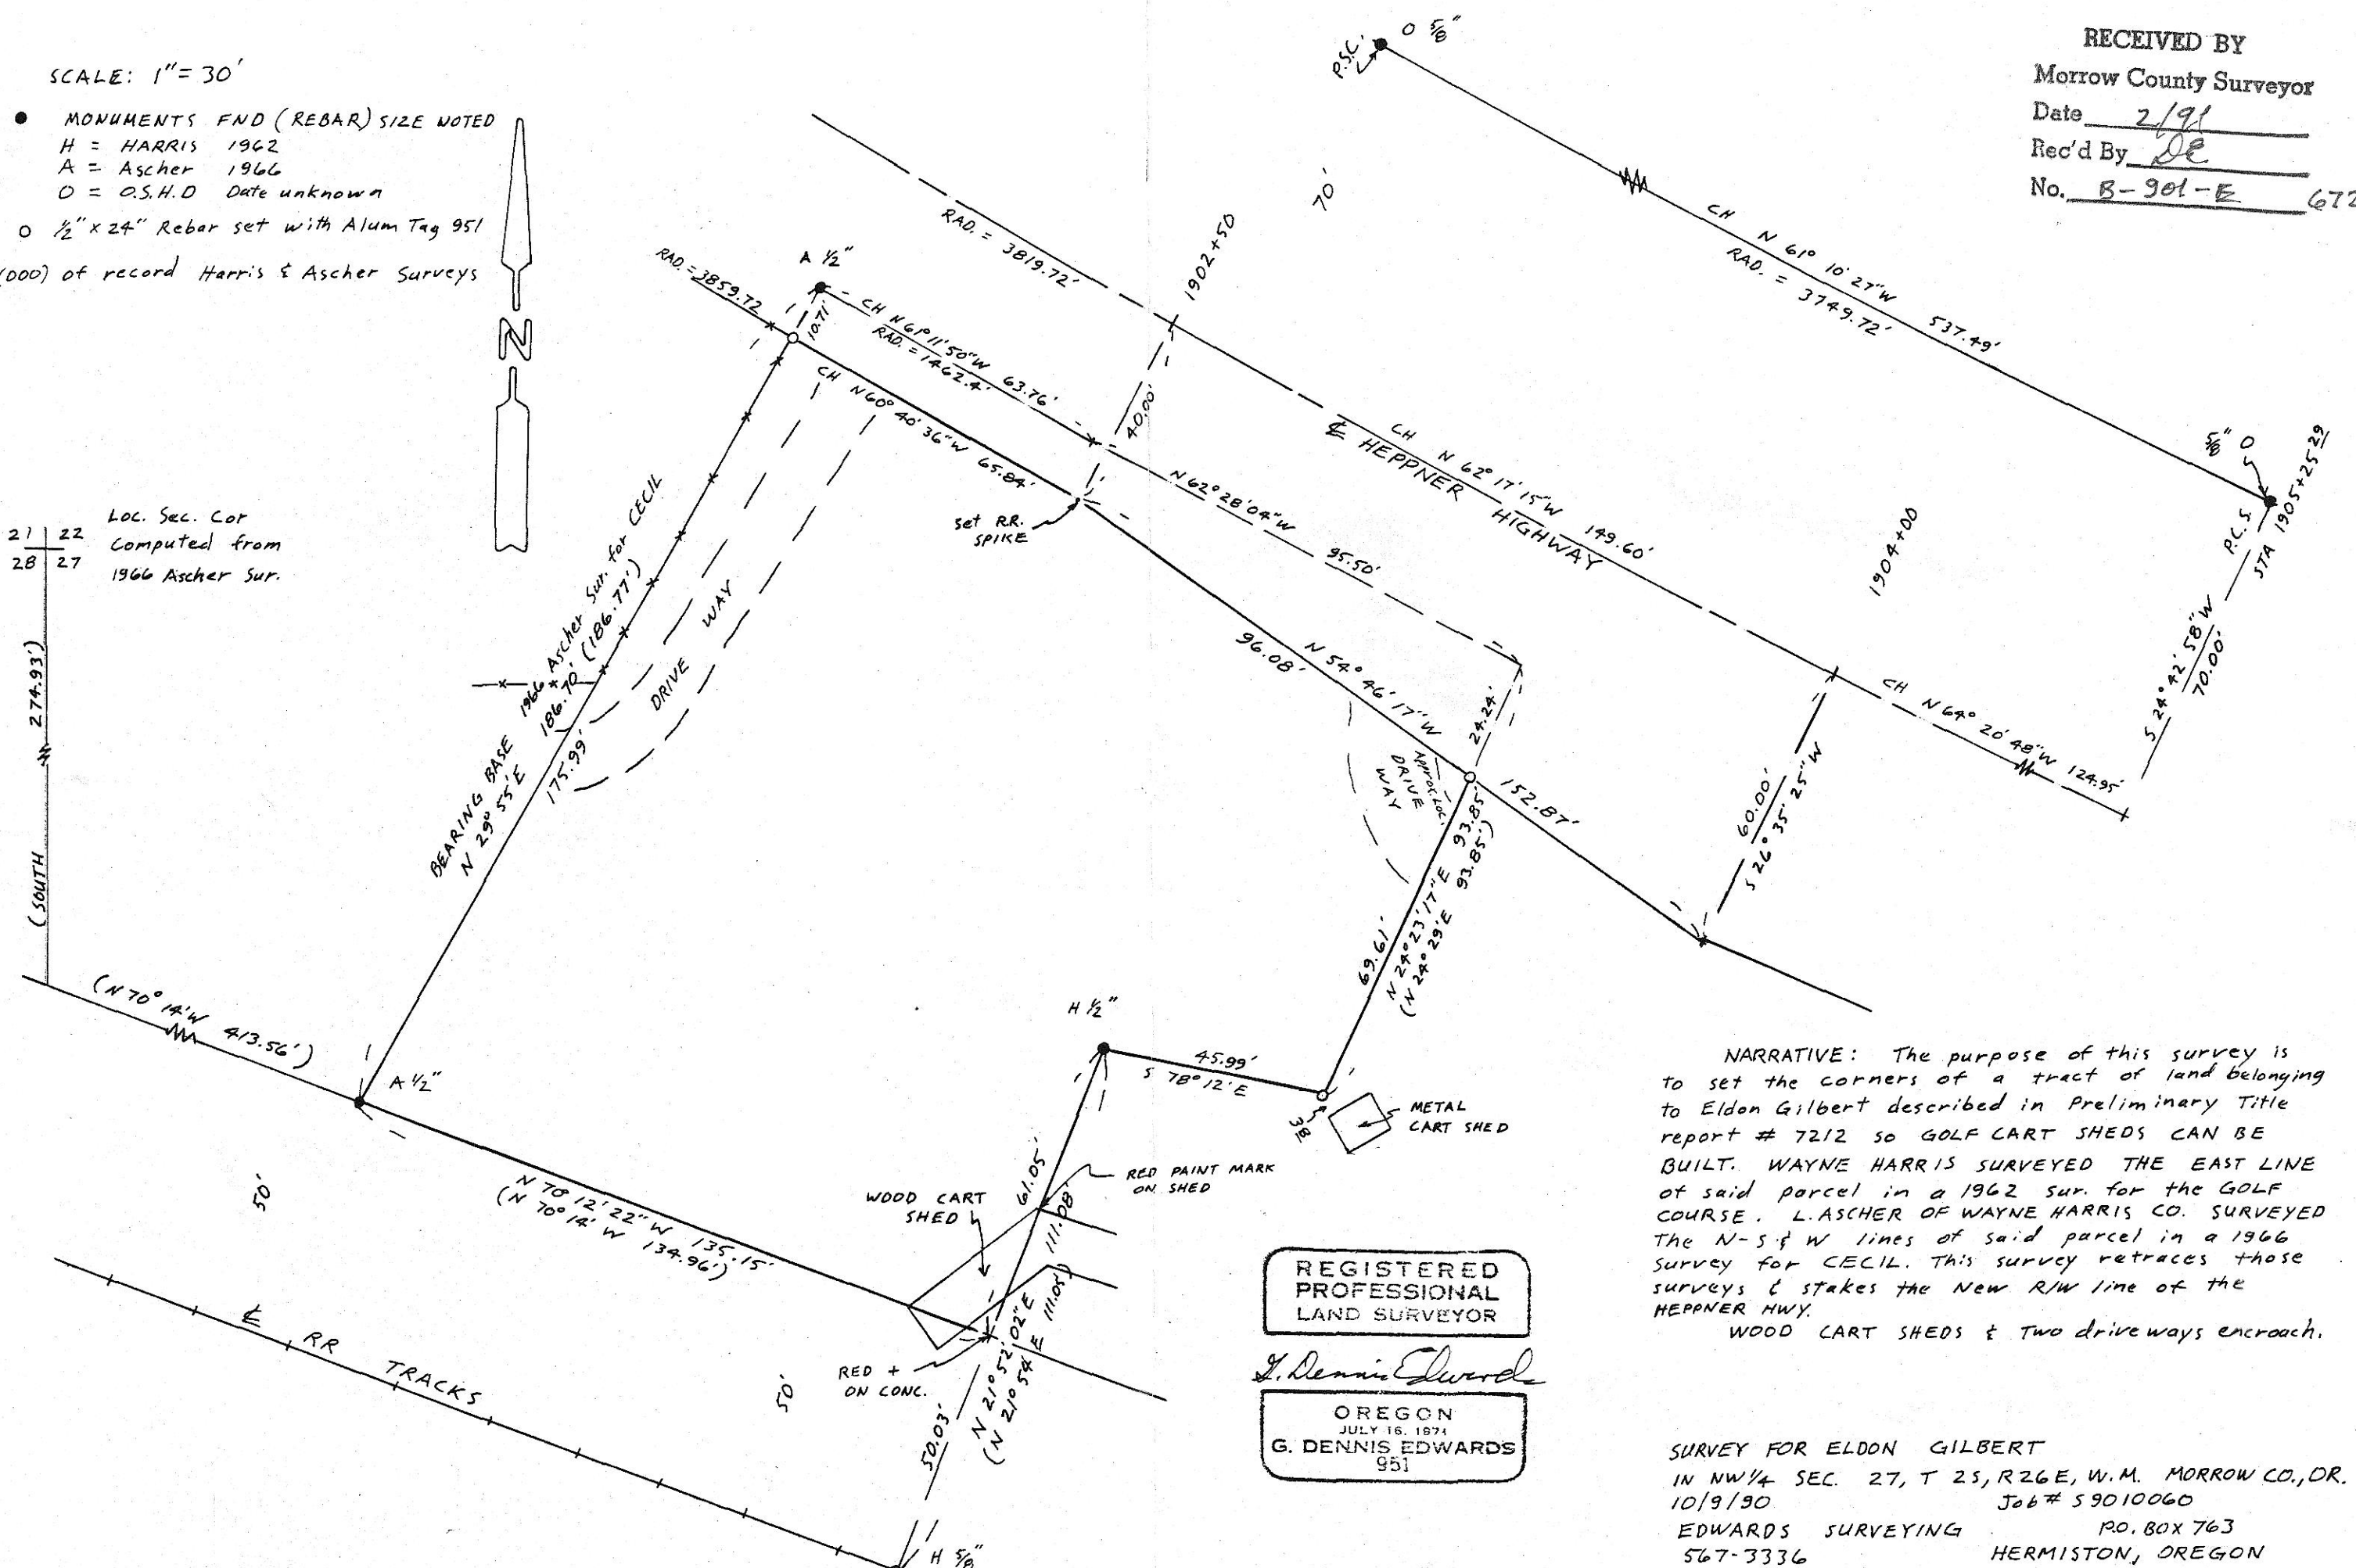 SCALE: 1"= 30'
● MONUMENTS FND (REBAR) SIZE NOTED
H = HARRIS 1962
A = Ascher 1966
O = O.S.H.D Date unknown
o ½" x 24" Rebar set with Alum Tag 951
(000) of record Harris & Ascher Surveys
N
RECEIVED BY
Morrow County Surveyor
Date 2/91
Rec'd By DE
No. B-901-E 672
P.S.C.
O 5/8"
70'
CH N 61° 10' 27" W 537.49'
RAD. = 3749.72'
RAD. = 3819.72'
1902+50
40.00'
RAD. = 3859.72
A ½"
10.71'
CH N 61° 11' 50" W 63.76'
RAD. = 1462.4'
CH N 60° 40' 36" W 65.84'
set R.R.
SPIKE
N 62° 28' 04" W 95.50'
CH N 62° 17' 15" W 149.60'
℄ HEPPNER HIGHWAY
1904+00
5/8" O
P.C.S.
STA 1905+25 29
S 24° 42' 58" W
70.00'
CH N 64° 20' 48" W 124.95'
60.00'
S 26° 35' 25" W
N 54° 46' 17" W
96.08'
152.87'
24.24'
Approx. Loc.
DRIVE
WAY
69.61'
N 24° 23' 17" E 93.85'
(N 24° 29' E 93.85')
21 | 22
28 | 27
Loc. Sec. Cor
Computed from
1966 Ascher Sur.
(SOUTH 274.93')
1966 Ascher Sur. for CECIL
186.70' (186.77')
BEARING BASE
N 29° 55' E
175.99'
DRIVE WAY
(N 70° 14' W 413.56')
A ½"
H ½"
45.99'
S 78° 12' E
METAL
CART SHED
RED PAINT MARK
ON SHED
61.05'
WOOD CART
SHED
N 70° 12' 22" W 135.15'
(N 70° 14' W 134.96')
N 21° 52' 02" E 111.08'
(N 21° 54' E 111.05')
RED +
ON CONC.
50.03'
50'
50'
℄ RR TRACKS
H 5/8"
NARRATIVE: The purpose of this survey is
to set the corners of a tract of land belonging
to Eldon Gilbert described in Preliminary Title
report # 7212 so GOLF CART SHEDS CAN BE
BUILT. WAYNE HARRIS SURVEYED THE EAST LINE
of said parcel in a 1962 sur. for the GOLF
COURSE. L. ASCHER OF WAYNE HARRIS CO. SURVEYED
The N-S & W lines of said parcel in a 1966
survey for CECIL. This survey retraces those
surveys & stakes the New R/W line of the
HEPPNER HWY.
WOOD CART SHEDS & Two driveways encroach.
REGISTERED
PROFESSIONAL
LAND SURVEYOR
G. Dennis Edwards
OREGON
JULY 16, 1971
G. DENNIS EDWARDS
951
SURVEY FOR ELDON GILBERT
IN NW ¼ SEC. 27, T 2S, R26E, W.M. MORROW CO., OR.
10/9/90 Job # S9010060
EDWARDS SURVEYING P.O. BOX 763
567-3336 HERMISTON, OREGON